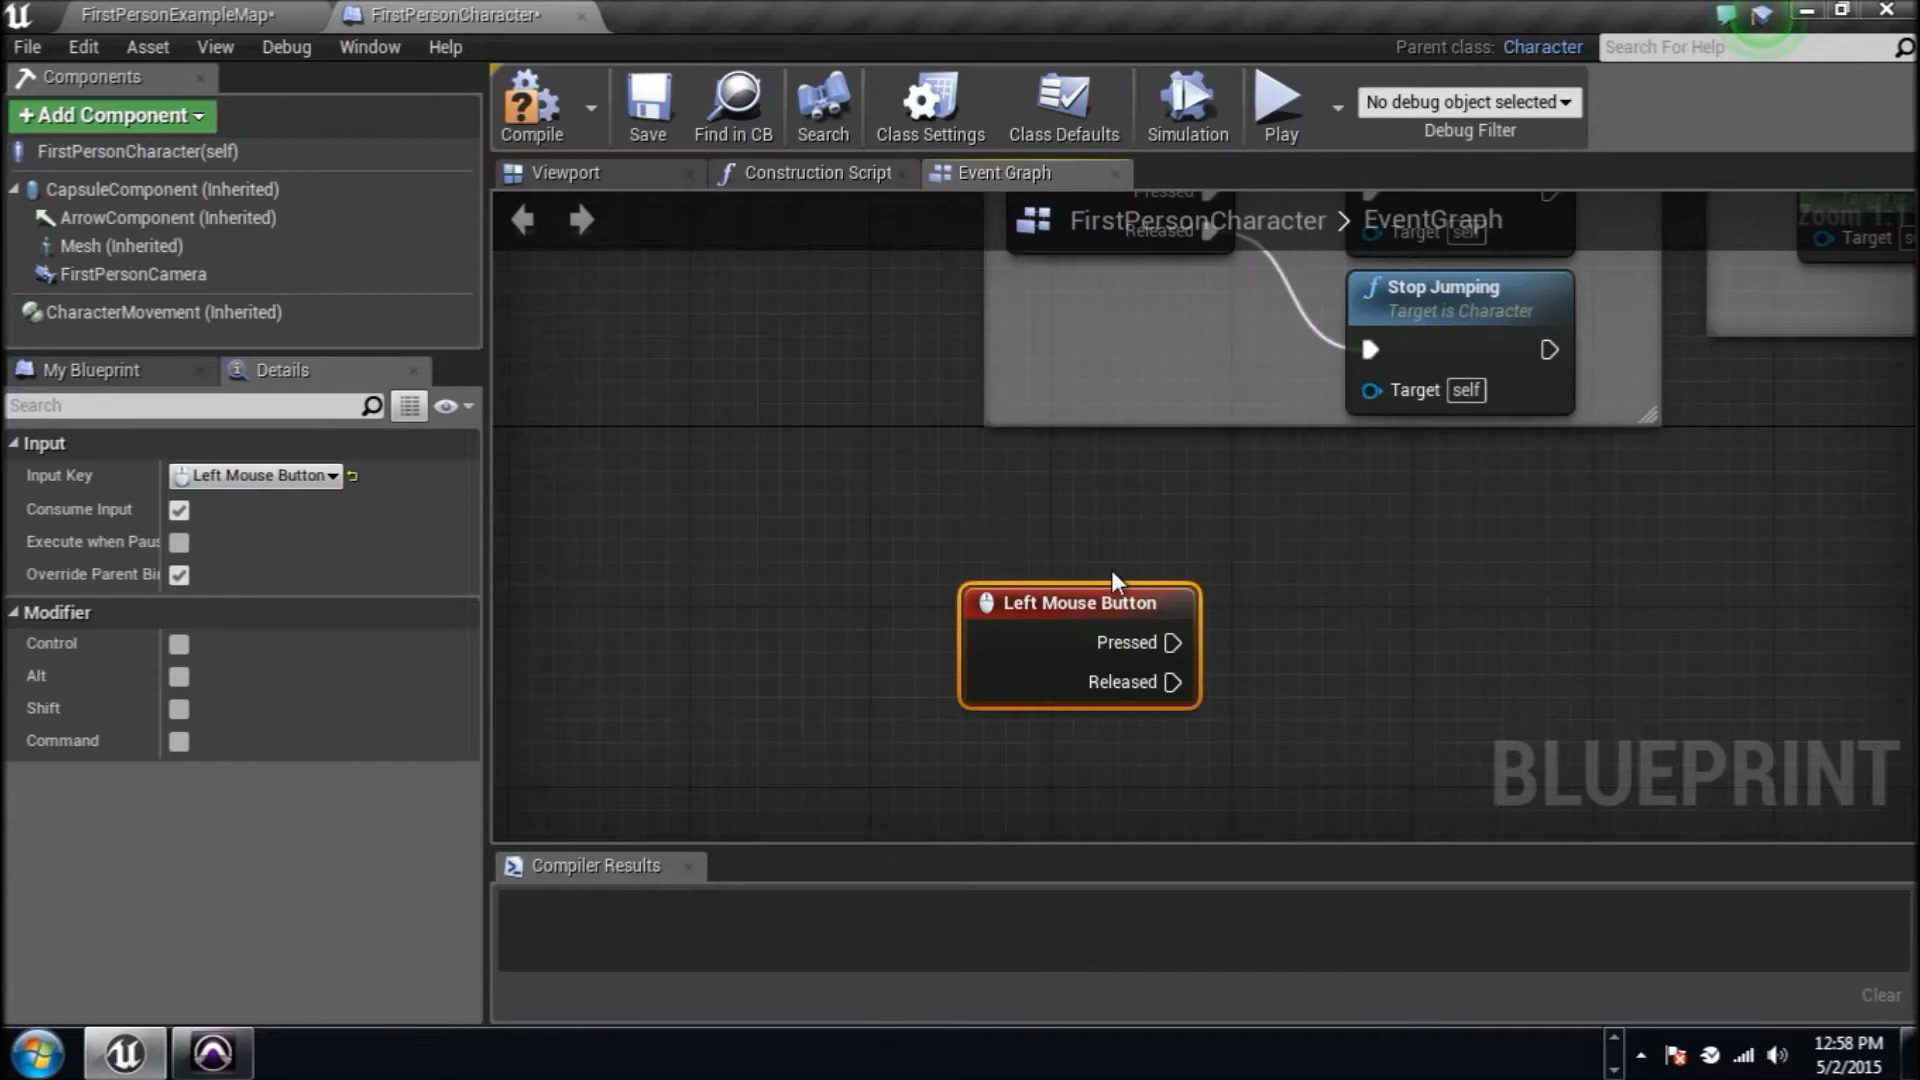 FirstPersonExampleMap*
FirstPersonCharacter*
File Edit Asset View Debug Window Help
Parent class: Character
Search For Help
Components
+ Add Component
FirstPersonCharacter(self)
CapsuleComponent (Inherited)
ArrowComponent (Inherited)
Mesh (Inherited)
FirstPersonCamera
CharacterMovement (Inherited)
Compile
Save
Find in CB
Search
Class Settings
Class Defaults
Simulation
Play
No debug object selected
Debug Filter
Viewport
Construction Script
Event Graph
Pressed
FirstPersonCharacter > EventGraph
Released
Target self
Zoom 1:1
Target
Stop Jumping
Target is Character
Target self
My Blueprint
Details
Search
Input
Input Key
Left Mouse Button
Consume Input
Execute when Paus
Override Parent Bin
Modifier
Control
Alt
Shift
Command
Left Mouse Button
Pressed
Released
BLUEPRINT
Compiler Results
Clear
12:58 PM
5/2/2015